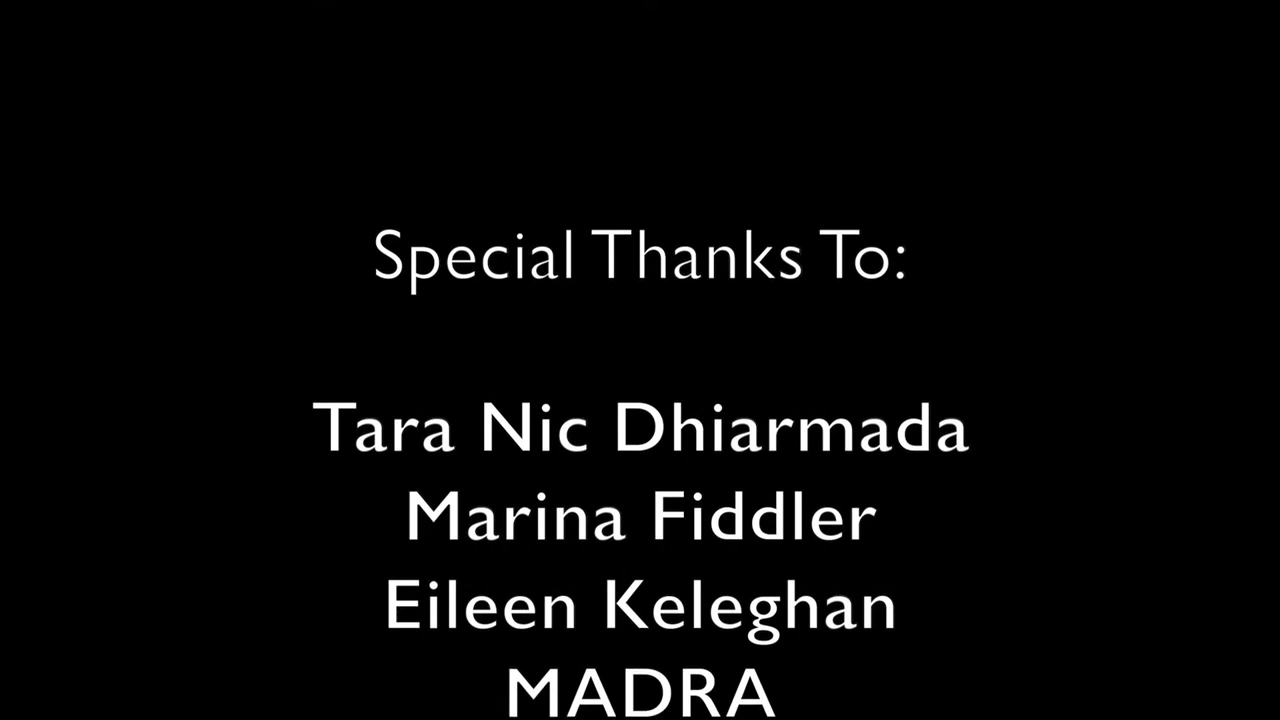 Special Thanks To:
Tara Nic Dhiarmada
Marina Fiddler
Eileen Keleghan
MADRA